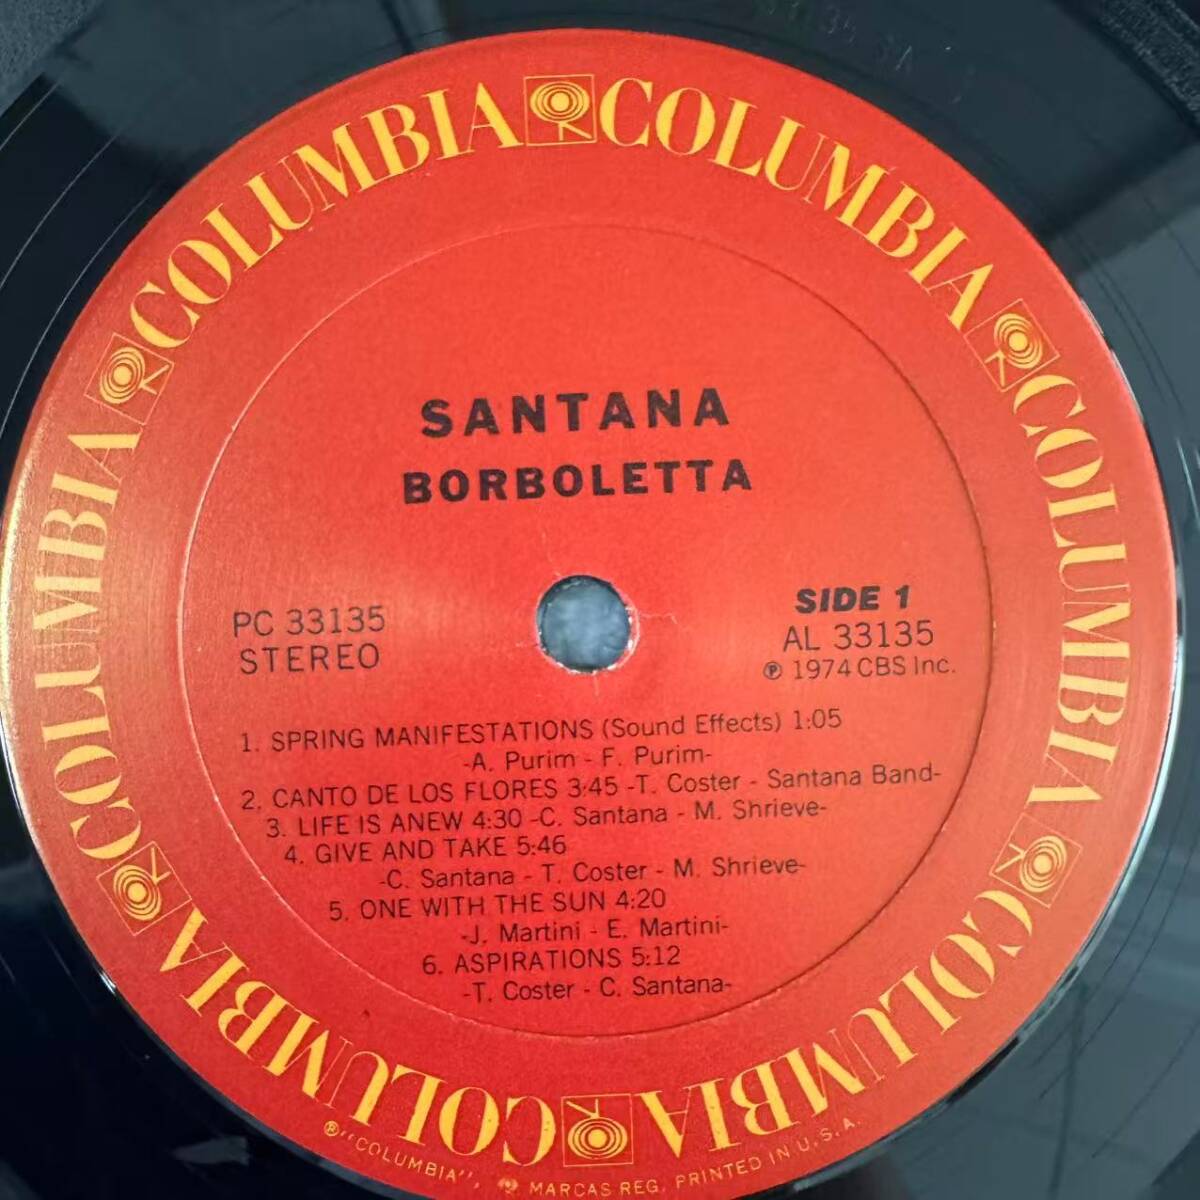 COLUMBIA COLUMBIA COLUMBIA COLUMBIA COLUMBIA COLUMBIA
SANTANA
BORBOLETTA
PC 33135
STEREO
SIDE 1
AL 33135
℗ 1974 CBS Inc.
1. SPRING MANIFESTATIONS (Sound Effects) 1:05
-A. Purim - F. Purim-
2. CANTO DE LOS FLORES 3:45 -T. Coster - Santana Band-
3. LIFE IS ANEW 4:30 -C. Santana - M. Shrieve-
4. GIVE AND TAKE 5:46
-C. Santana - T. Coster - M. Shrieve-
5. ONE WITH THE SUN 4:20
-J. Martini - E. Martini-
6. ASPIRATIONS 5:12
-T. Coster - C. Santana-
®"COLUMBIA", MARCAS REG. PRINTED IN U.S.A.